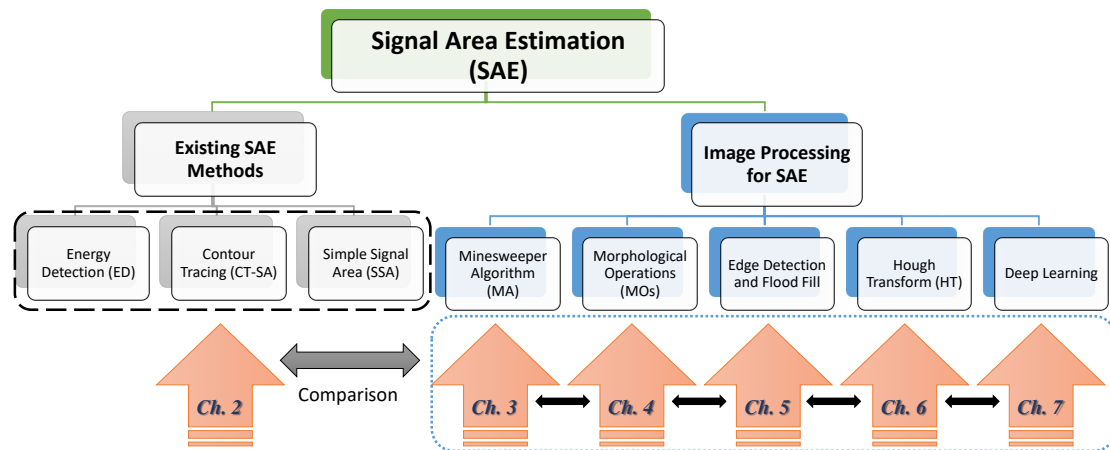 Signal Area Estimation
(SAE)
Existing SAE
Methods
Image Processing
for SAE
Energy
Detection (ED)
Contour
Tracing (CT-SA)
Simple Signal
Area (SSA)
Minesweeper
Algorithm
(MA)
Morphological
Operations
(MOs)
Edge Detection
and Flood Fill
Hough
Transform (HT)
Deep Learning
Comparison
Ch. 2
Ch. 3
Ch. 4
Ch. 5
Ch. 6
Ch. 7